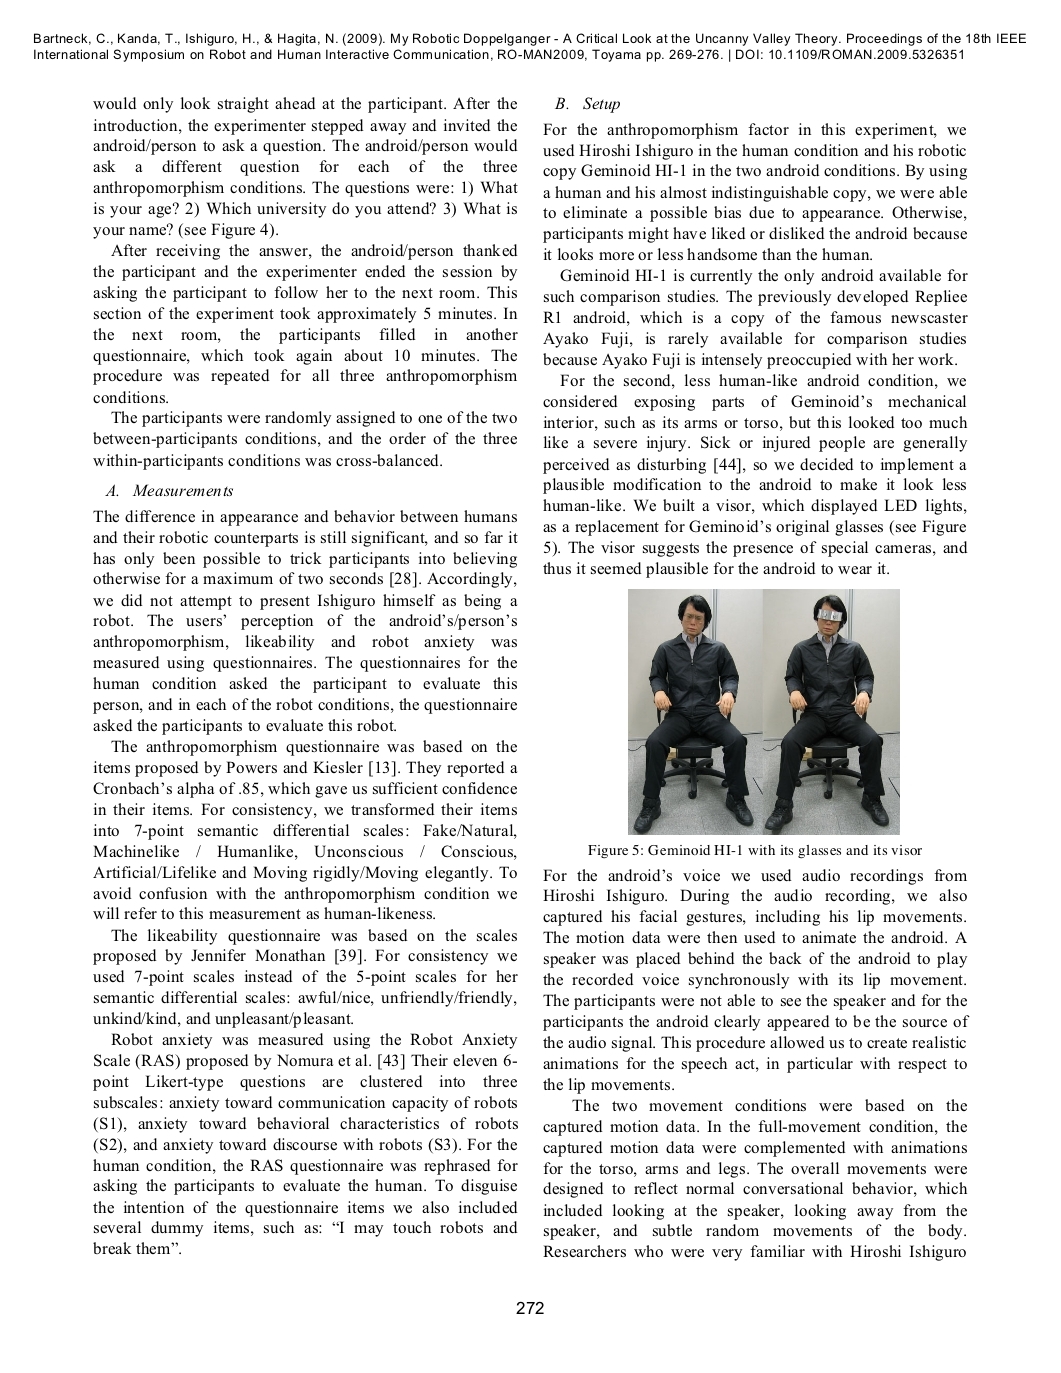 Bartneck, C., Kanda, T., Ishiguro, H., & Hagita, N. (2009). My Robotic Doppelganger - A Critical Look at the Uncanny Valley Theory. Proceedings of the 18th IEEE
International Symposium on Robot and Human Interactive Communication, RO-MAN2009, Toyama pp. 269-276. | DOI: 10.1109/ROMAN.2009.5326351
would only look straight ahead at the participant. After the
introduction, the experimenter stepped away and invited the
android/person to ask a question. The android/person would
ask a different question for each of the three
anthropomorphism conditions. The questions were: 1) What
is your age? 2) Which university do you attend? 3) What is
your name? (see Figure 4).
After receiving the answer, the android/person thanked
the participant and the experimenter ended the session by
asking the participant to follow her to the next room. This
section of the experiment took approximately 5 minutes. In
the next room, the participants filled in another
questionnaire, which took again about 10 minutes. The
procedure was repeated for all three anthropomorphism
conditions.
The participants were randomly assigned to one of the two
between-participants conditions, and the order of the three
within-participants conditions was cross-balanced.
A. Measurements
The difference in appearance and behavior between humans
and their robotic counterparts is still significant, and so far it
has only been possible to trick participants into believing
otherwise for a maximum of two seconds [28]. Accordingly,
we did not attempt to present Ishiguro himself as being a
robot. The users’ perception of the android’s/person’s
anthropomorphism, likeability and robot anxiety was
measured using questionnaires. The questionnaires for the
human condition asked the participant to evaluate this
person, and in each of the robot conditions, the questionnaire
asked the participants to evaluate this robot.
The anthropomorphism questionnaire was based on the
items proposed by Powers and Kiesler [13]. They reported a
Cronbach’s alpha of .85, which gave us sufficient confidence
in their items. For consistency, we transformed their items
into 7-point semantic differential scales: Fake/Natural,
Machinelike / Humanlike, Unconscious / Conscious,
Artificial/Lifelike and Moving rigidly/Moving elegantly. To
avoid confusion with the anthropomorphism condition we
will refer to this measurement as human-likeness.
The likeability questionnaire was based on the scales
proposed by Jennifer Monathan [39]. For consistency we
used 7-point scales instead of the 5-point scales for her
semantic differential scales: awful/nice, unfriendly/friendly,
unkind/kind, and unpleasant/pleasant.
Robot anxiety was measured using the Robot Anxiety
Scale (RAS) proposed by Nomura et al. [43] Their eleven 6-
point Likert-type questions are clustered into three
subscales: anxiety toward communication capacity of robots
(S1), anxiety toward behavioral characteristics of robots
(S2), and anxiety toward discourse with robots (S3). For the
human condition, the RAS questionnaire was rephrased for
asking the participants to evaluate the human. To disguise
the intention of the questionnaire items we also included
several dummy items, such as: “I may touch robots and
break them”.
B. Setup
For the anthropomorphism factor in this experiment, we
used Hiroshi Ishiguro in the human condition and his robotic
copy Geminoid HI-1 in the two android conditions. By using
a human and his almost indistinguishable copy, we were able
to eliminate a possible bias due to appearance. Otherwise,
participants might have liked or disliked the android because
it looks more or less handsome than the human.
Geminoid HI-1 is currently the only android available for
such comparison studies. The previously developed Repliee
R1 android, which is a copy of the famous newscaster
Ayako Fuji, is rarely available for comparison studies
because Ayako Fuji is intensely preoccupied with her work.
For the second, less human-like android condition, we
considered exposing parts of Geminoid’s mechanical
interior, such as its arms or torso, but this looked too much
like a severe injury. Sick or injured people are generally
perceived as disturbing [44], so we decided to implement a
plausible modification to the android to make it look less
human-like. We built a visor, which displayed LED lights,
as a replacement for Geminoid’s original glasses (see Figure
5). The visor suggests the presence of special cameras, and
thus it seemed plausible for the android to wear it.
Figure 5: Geminoid HI-1 with its glasses and its visor
For the android’s voice we used audio recordings from
Hiroshi Ishiguro. During the audio recording, we also
captured his facial gestures, including his lip movements.
The motion data were then used to animate the android. A
speaker was placed behind the back of the android to play
the recorded voice synchronously with its lip movement.
The participants were not able to see the speaker and for the
participants the android clearly appeared to be the source of
the audio signal. This procedure allowed us to create realistic
animations for the speech act, in particular with respect to
the lip movements.
The two movement conditions were based on the
captured motion data. In the full-movement condition, the
captured motion data were complemented with animations
for the torso, arms and legs. The overall movements were
designed to reflect normal conversational behavior, which
included looking at the speaker, looking away from the
speaker, and subtle random movements of the body.
Researchers who were very familiar with Hiroshi Ishiguro
272